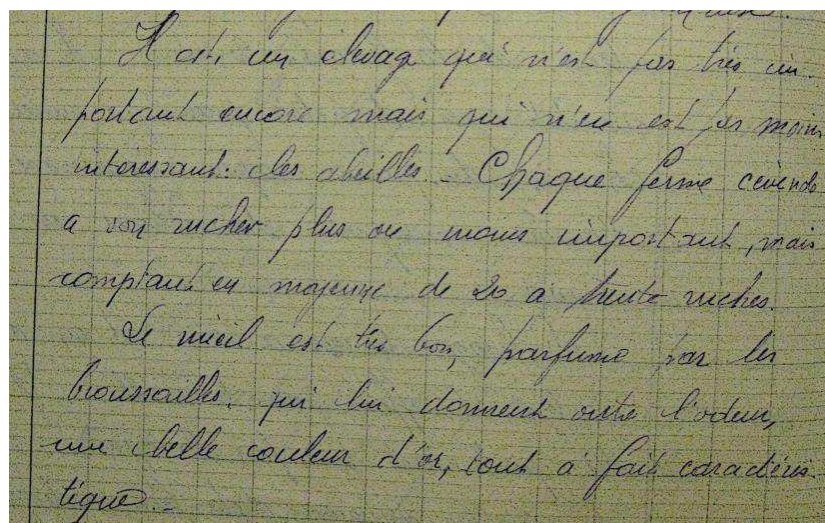 Il est un élevage qui n'est pas très im-
portant encore mais qui n'en est pas moins
intéressant: les abeilles - Chaque ferme cévenole
a son rucher plus ou moins important, mais
comptant en moyenne de 20 à trente ruches.
Le miel est très bon, parfumé par les
broussailles, qui lui donnent outre l'odeur,
une belle couleur d'or, tout à fait caractéris-
tique.-